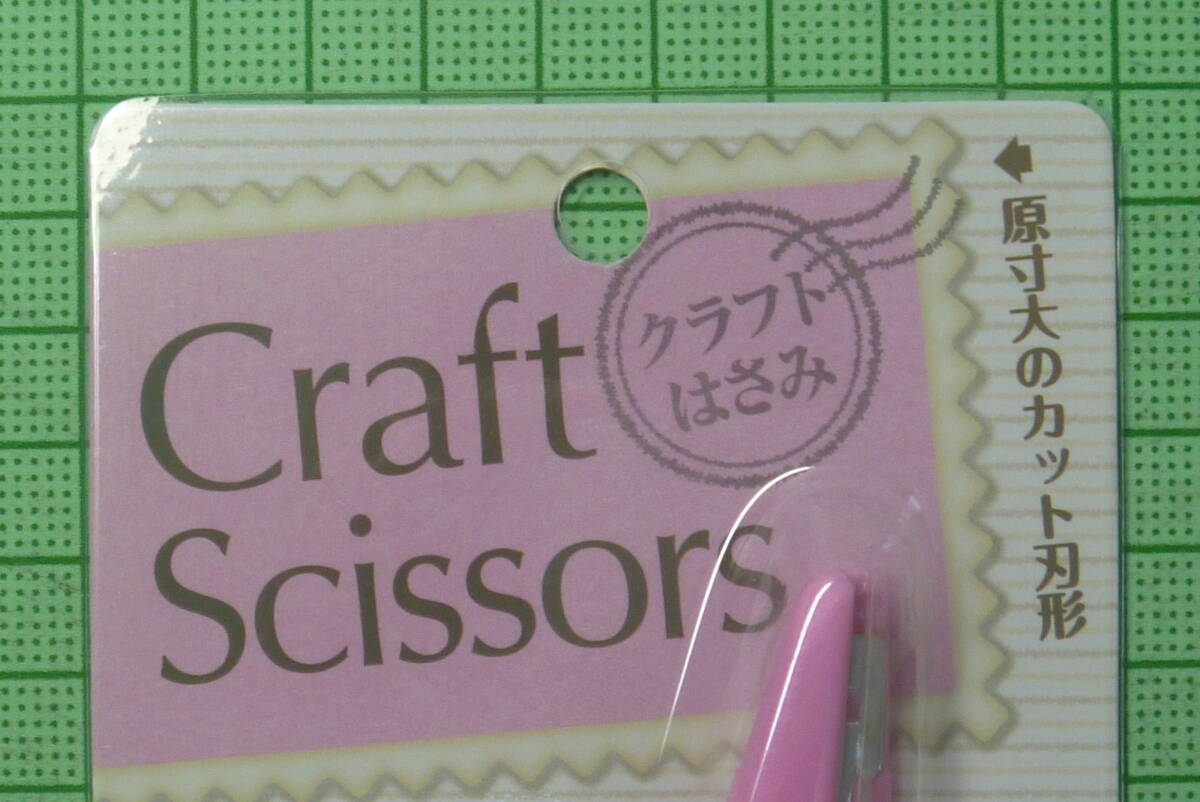 Craft
Scissors
クラフト
はさみ
原寸大のカット刃形